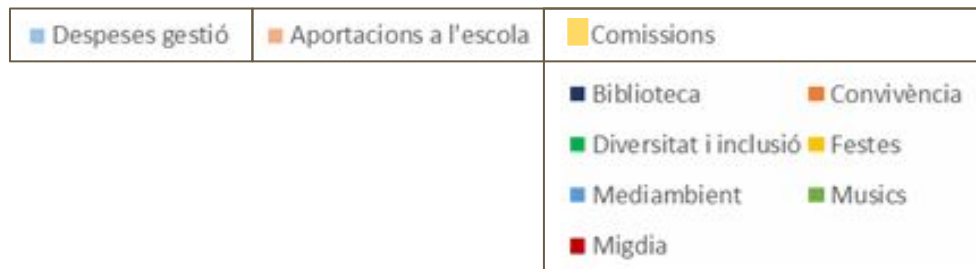 Despeses gestió Aportacions a l'escola Comissions
Biblioteca Convivència
Diversitat i inclusió Festes
Mediambient Musics
Migdia